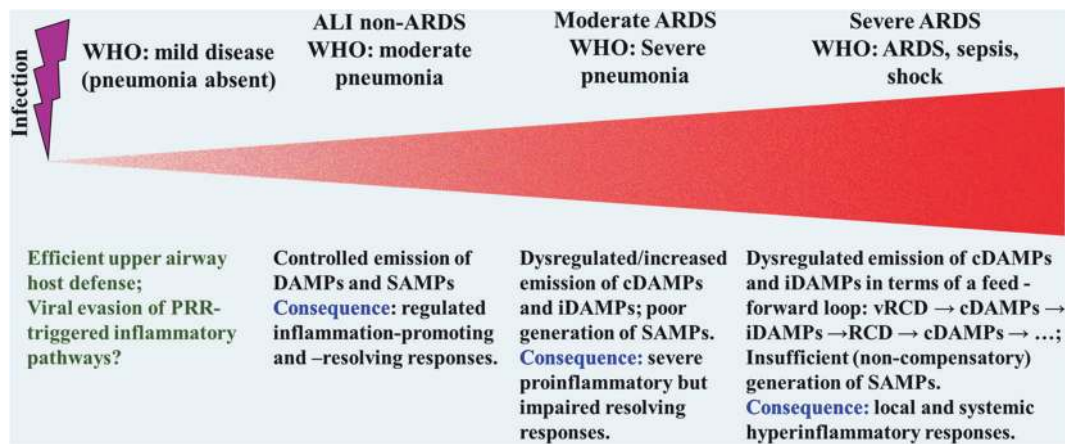 Infection
WHO: mild disease
(pneumonia absent)
ALI non-ARDS
WHO: moderate
pneumonia
Moderate ARDS
WHO: Severe
pneumonia
Severe ARDS
WHO: ARDS, sepsis,
shock
Efficient upper airway
host defense;
Viral evasion of PRR-
triggered inflammatory
pathways?
Controlled emission of
DAMPs and SAMPs
Consequence: regulated
inflammation-promoting
and –resolving responses.
Dysregulated/increased
emission of cDAMPs
and iDAMPs; poor
generation of SAMPs.
Consequence: severe
proinflammatory but
impaired resolving
responses.
Dysregulated emission of cDAMPs
and iDAMPs in terms of a feed -
forward loop: vRCD → cDAMPs →
iDAMPs →RCD → cDAMPs → …;
Insufficient (non-compensatory)
generation of SAMPs.
Consequence: local and systemic
hyperinflammatory responses.